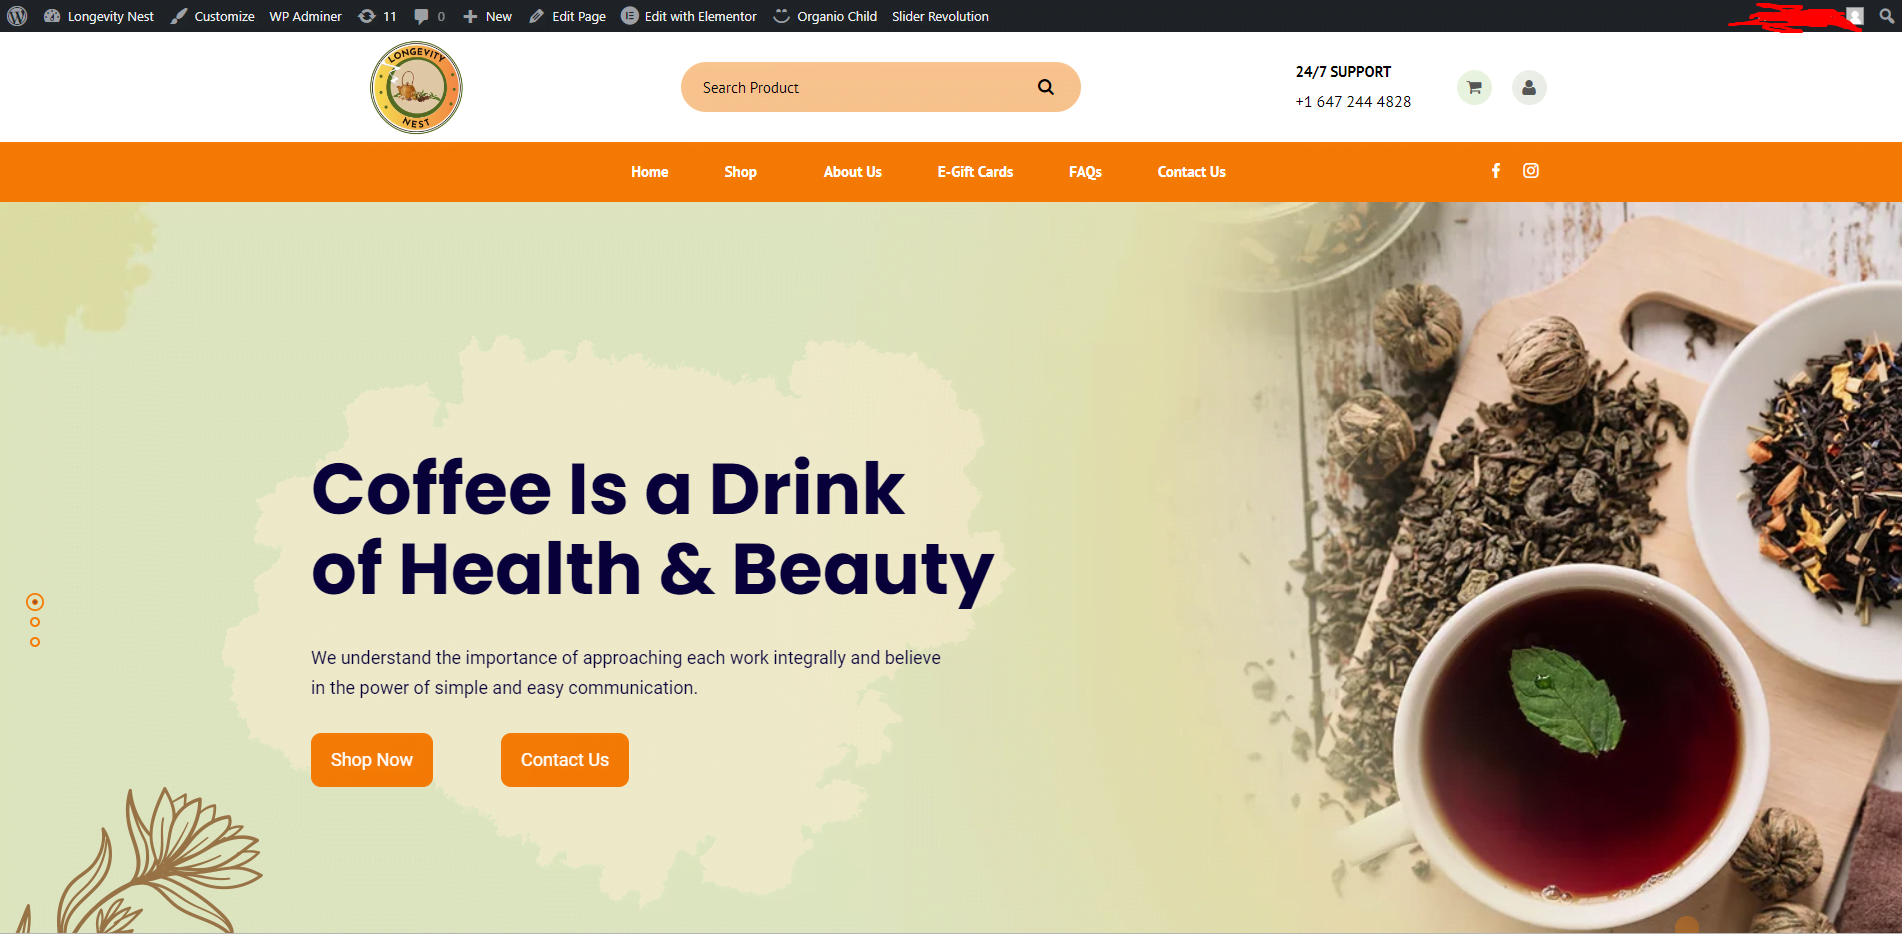 Longevity Nest Customize WP Adminer 11 0 New Edit Page Edit with Elementor Organio Child Slider Revolution
LONGEVITY
NEST
Search Product
24/7 SUPPORT
+1 647 244 4828
Home Shop About Us E-Gift Cards FAQs Contact Us
Coffee Is a Drink
of Health & Beauty
We understand the importance of approaching each work integrally and believe
in the power of simple and easy communication.
Shop Now Contact Us